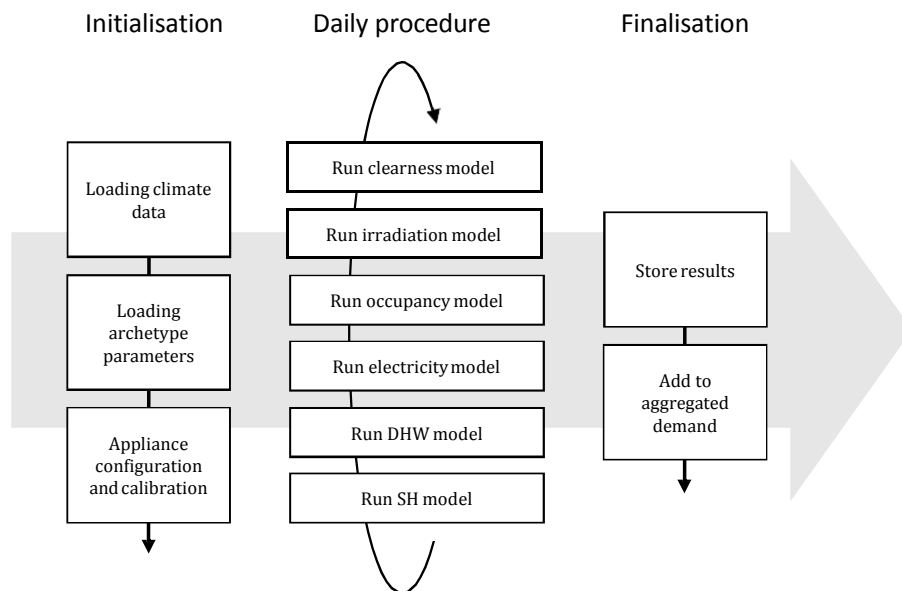 Initialisation
Daily procedure
Finalisation
Loading climate
data
Loading
archetype
parameters
Appliance
configuration
and calibration
Run clearness model
Run irradiation model
Run occupancy model
Run electricity model
Run DHW model
Run SH model
Store results
Add to
aggregated
demand